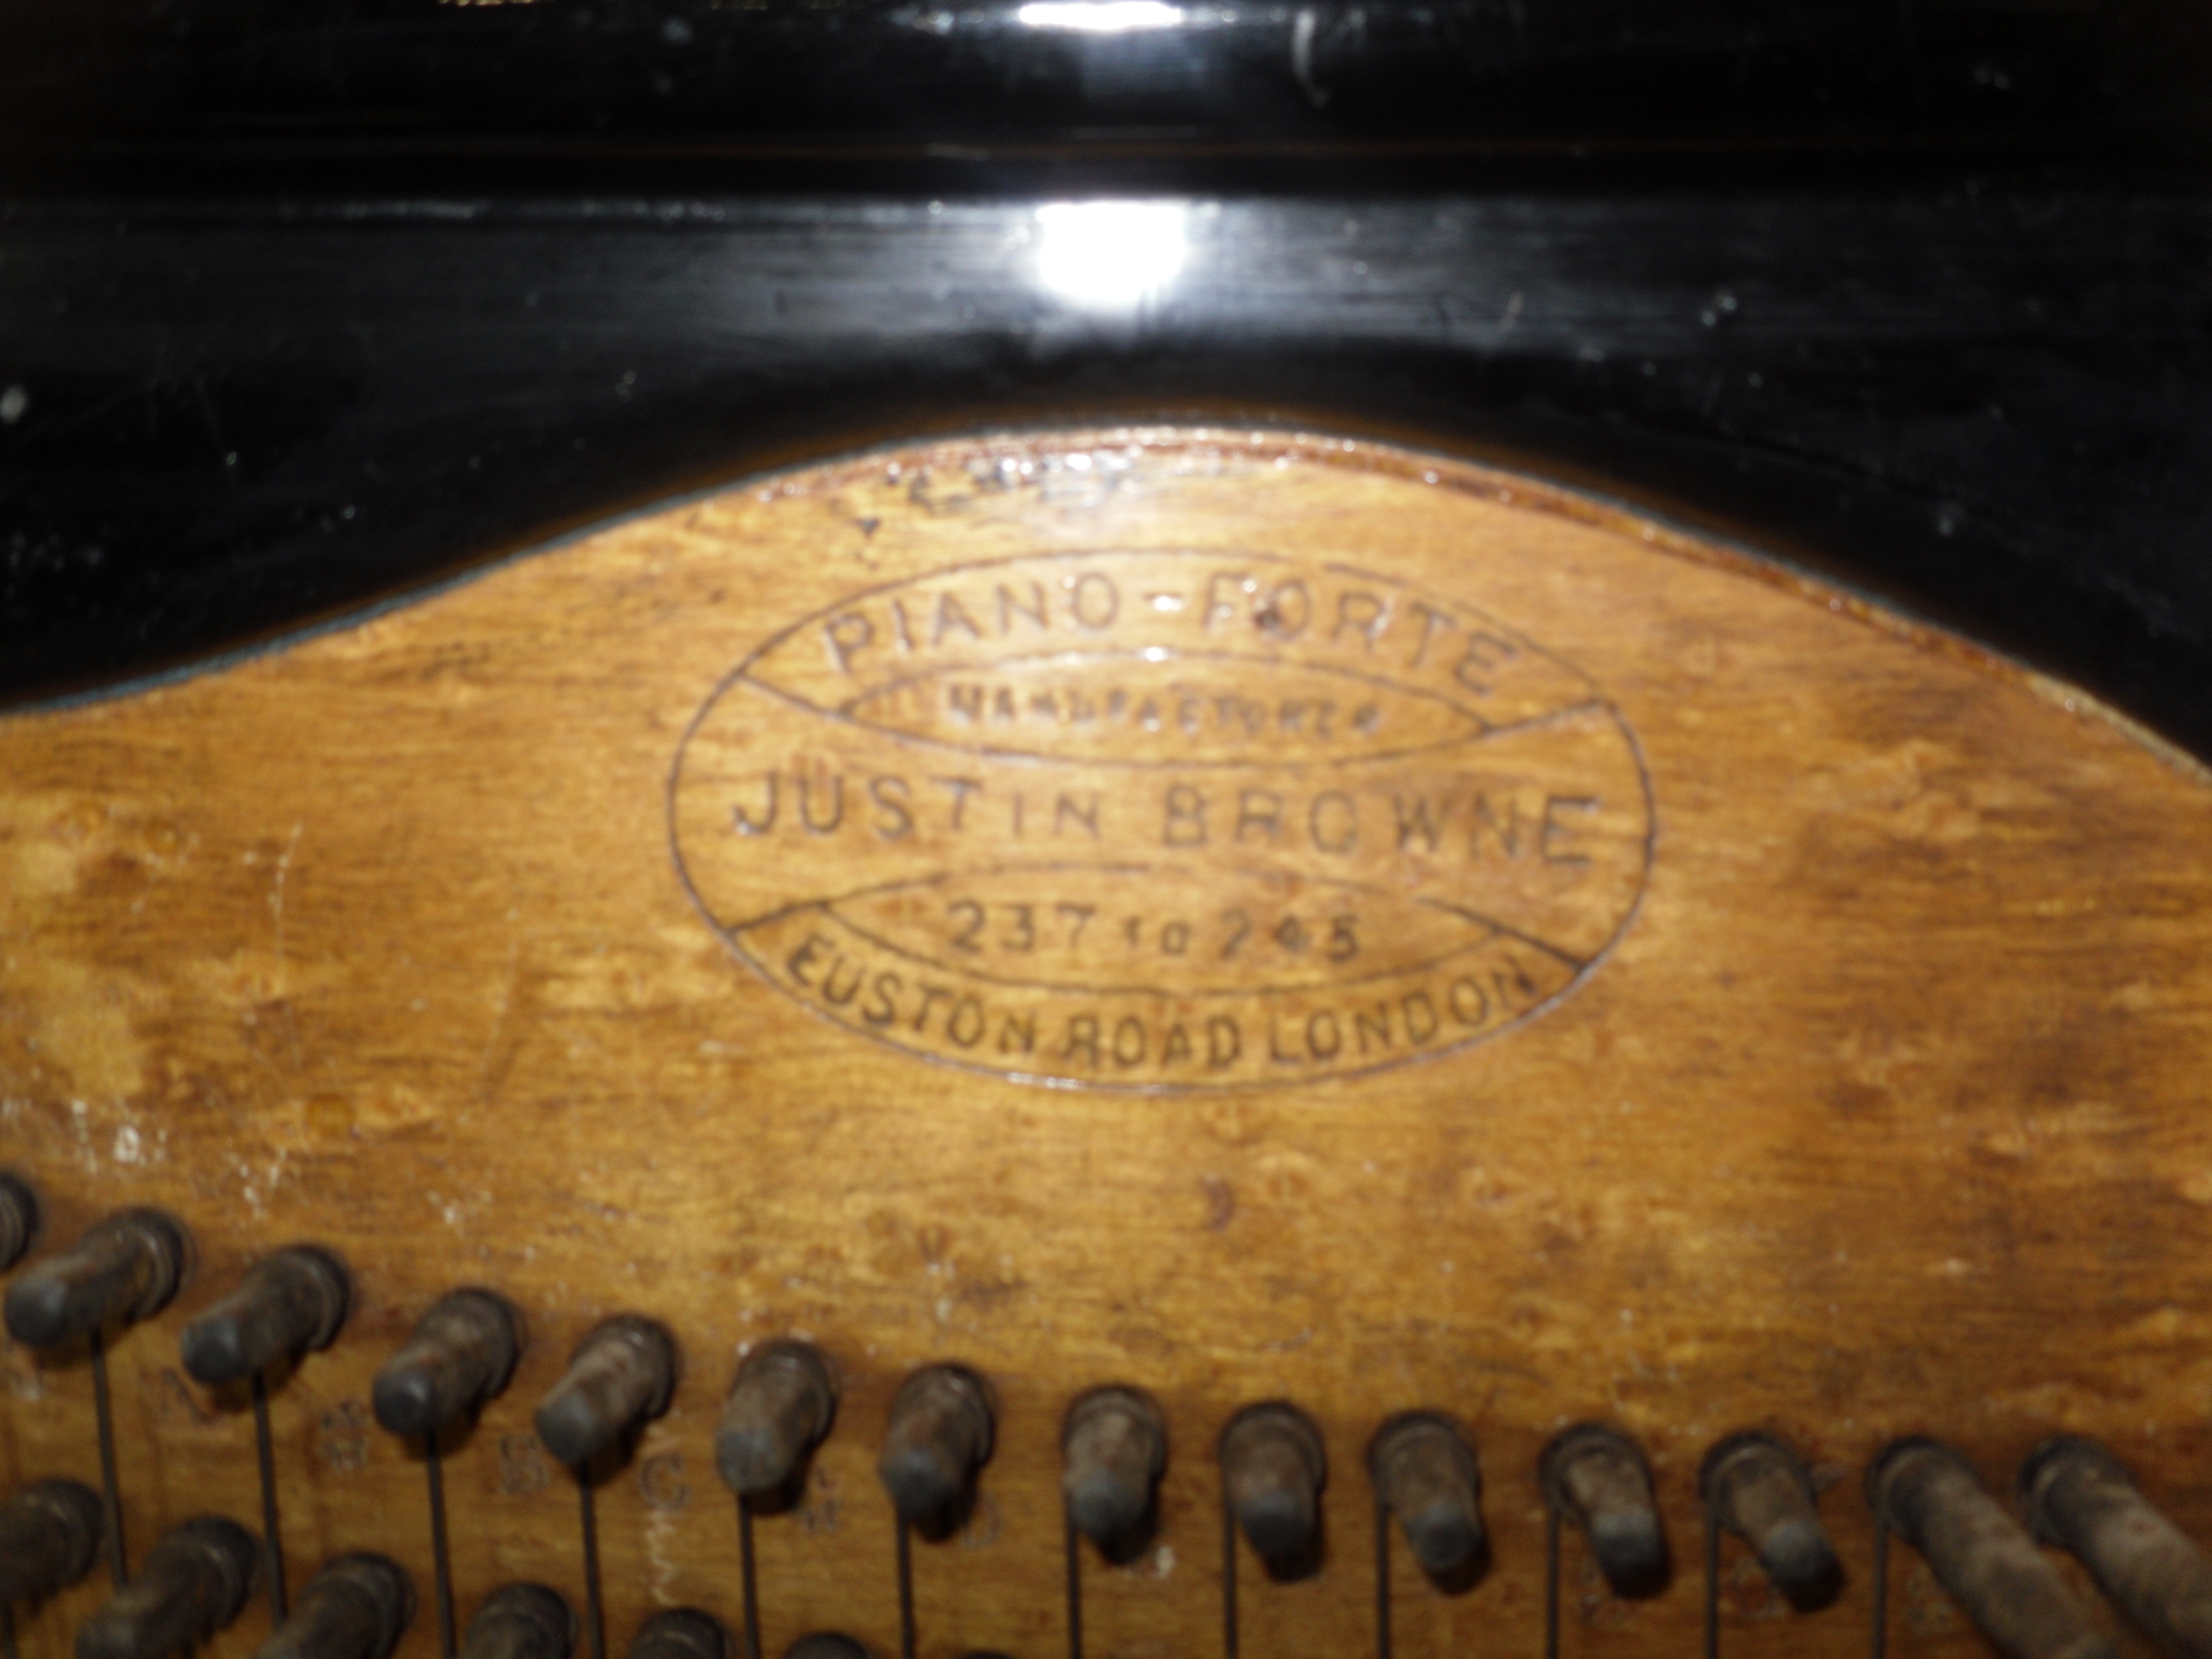 PIANO-FORTE
MANUFACTURER
JUSTIN BROWNE
237 to 245
EUSTON ROAD LONDON
A
B C